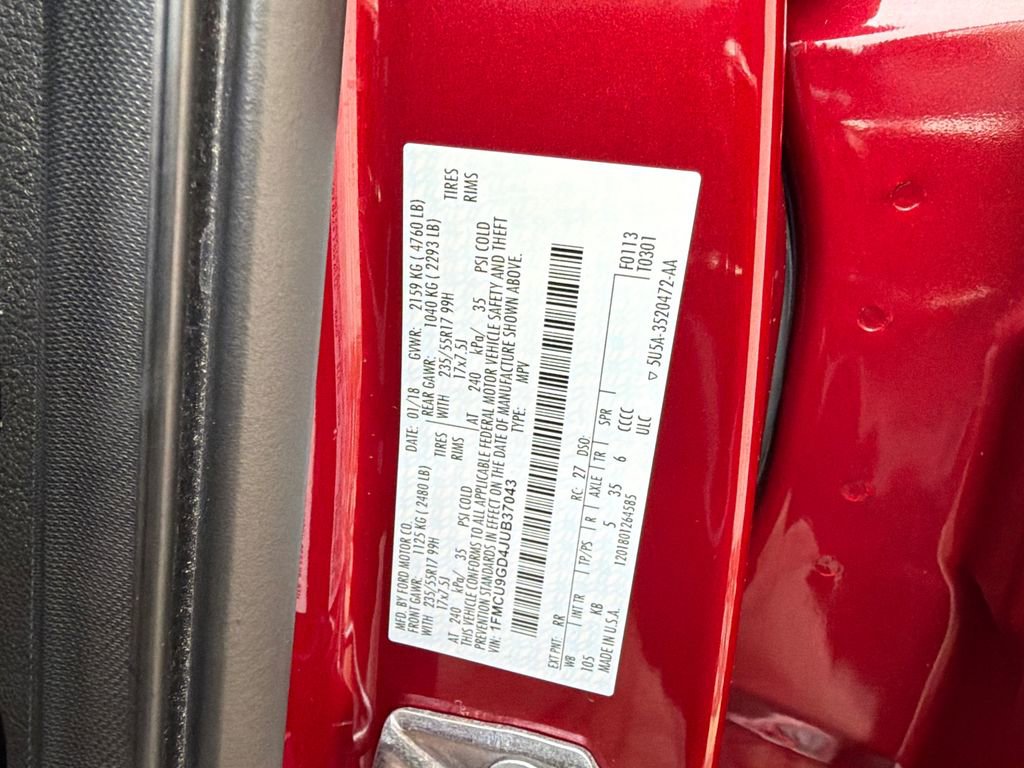 MFD. BY FORD MOTOR CO. DATE: 01/18 GVWR: 2159 KG ( 4760 LB)
FRONT GAWR: 1125 KG ( 2480 LB) REAR GAWR: 1040 KG ( 2293 LB)
WITH 235/55R17 99H TIRES WITH 235/55R17 99H TIRES
17x7.5J RIMS 17x7.5J RIMS
AT 240 kPa/ 35 PSI COLD AT 240 kPa/ 35 PSI COLD
THIS VEHICLE CONFORMS TO ALL APPLICABLE FEDERAL MOTOR VEHICLE SAFETY AND THEFT
PREVENTION STANDARDS IN EFFECT ON THE DATE OF MANUFACTURE SHOWN ABOVE.
VIN: 1FMCU9GD4JUB37043 TYPE: MPV
EXT PNT: RR RC: 27 DSO: F0113
WB INT TR TP/PS R AXLE TR SPR T0301
105 KB 5 35 6 CCCC
MADE IN U.S.A. 1201801264585 ULC
▽ 5U5A-3520472-AA